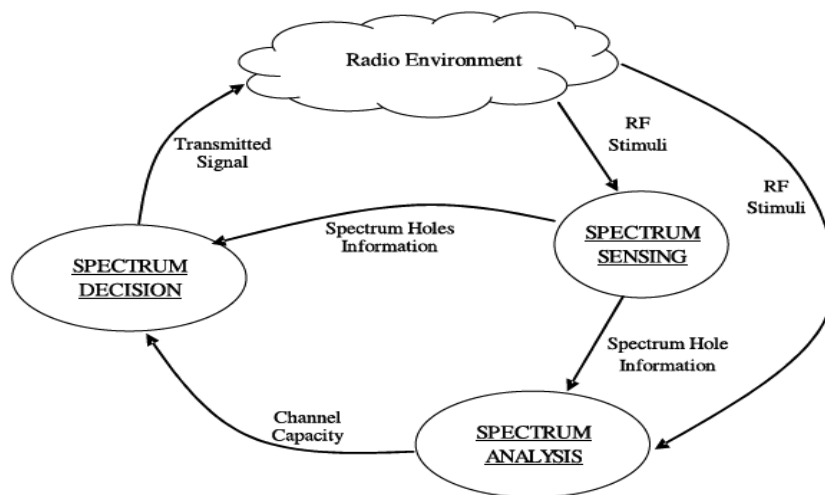 Radio Environment
Transmitted
Signal
RF
Stimuli
RF
Stimuli
Spectrum Holes
Information
SPECTRUM
SENSING
SPECTRUM
DECISION
Spectrum Hole
Information
Channel
Capacity
SPECTRUM
ANALYSIS